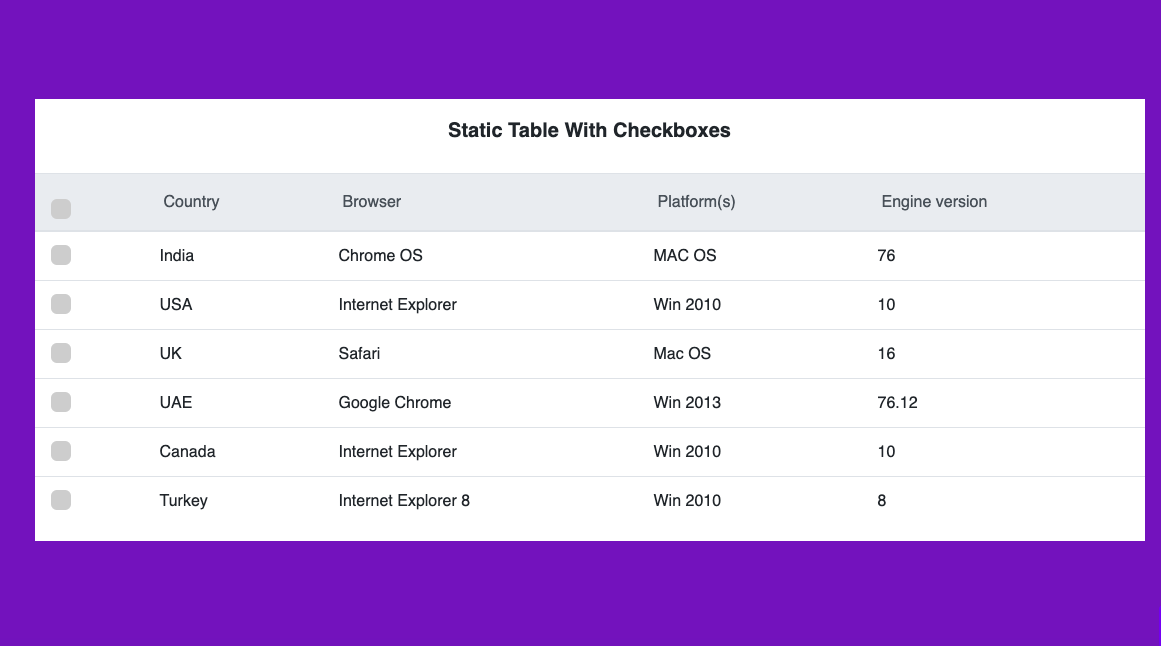 Static Table With Checkboxes
Country Browser Platform(s) Engine version
India Chrome OS MAC OS 76
USA Internet Explorer Win 2010 10
UK Safari Mac OS 16
UAE Google Chrome Win 2013 76.12
Canada Internet Explorer Win 2010 10
Turkey Internet Explorer 8 Win 2010 8